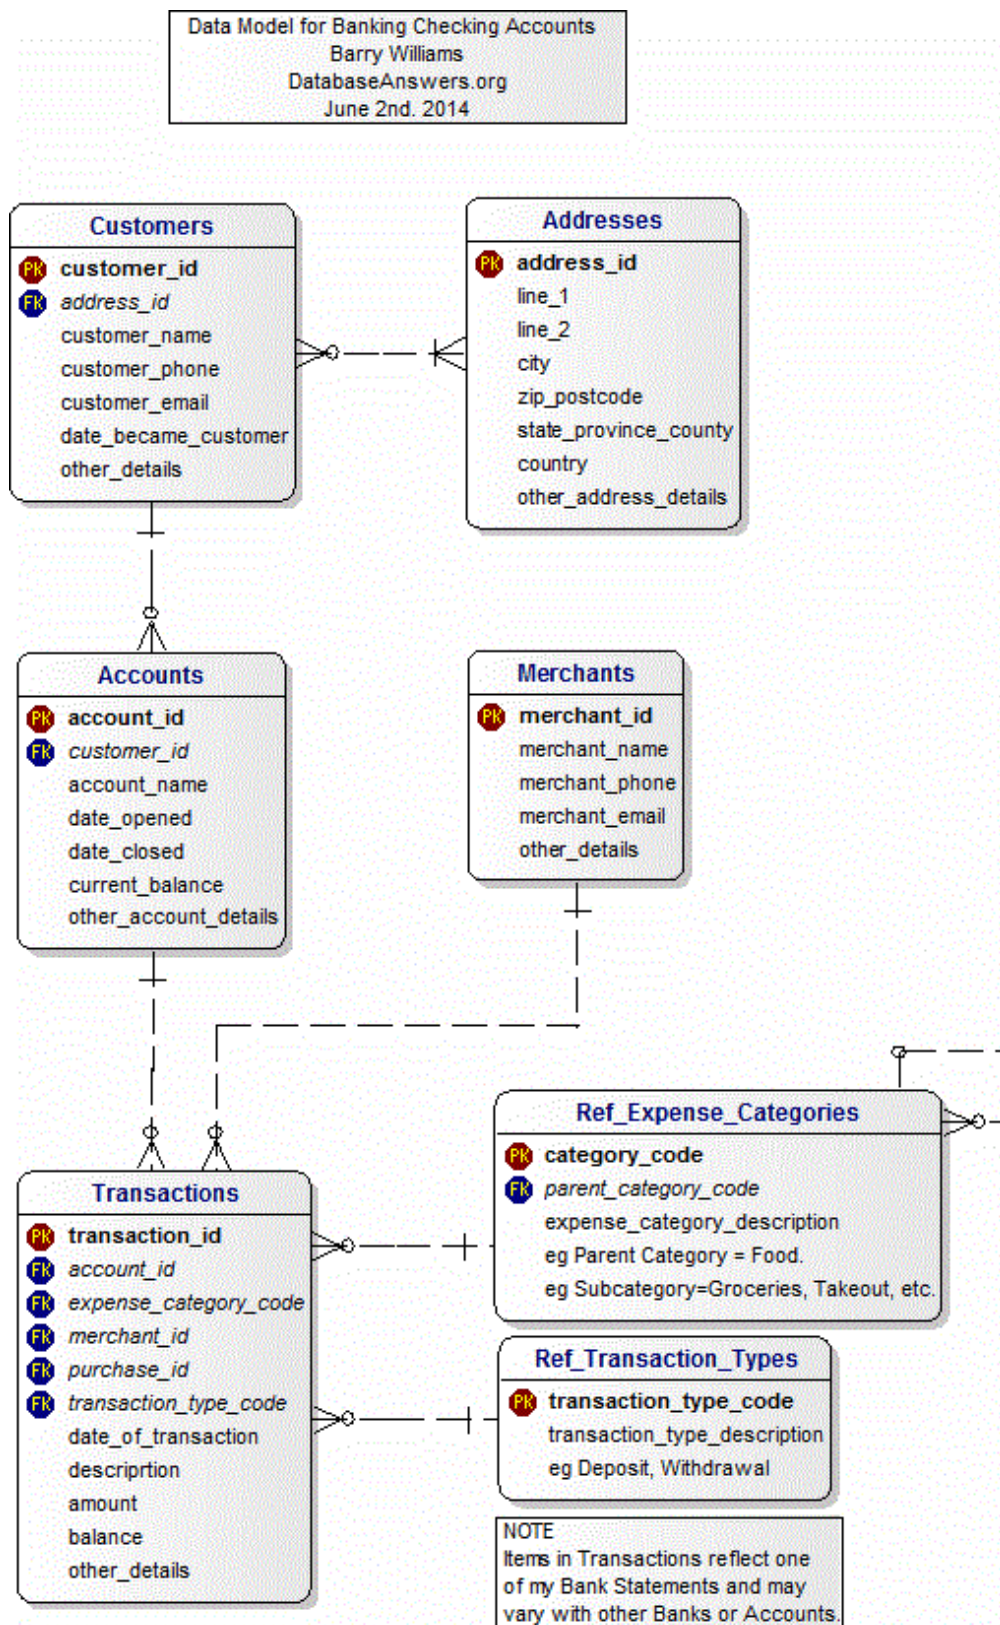 Data Model for Banking Checking Accounts
Barry Williams
DatabaseAnswers.org
June 2nd. 2014
Customers
PK customer_id
FK address_id
customer_name
customer_phone
customer_email
date_became_customer
other_details
Addresses
PK address_id
line_1
line_2
city
zip_postcode
state_province_county
country
other_address_details
Accounts
PK account_id
FK customer_id
account_name
date_opened
date_closed
current_balance
other_account_details
Merchants
PK merchant_id
merchant_name
merchant_phone
merchant_email
other_details
Ref_Expense_Categories
PK category_code
FK parent_category_code
expense_category_description
eg Parent Category = Food.
eg Subcategory=Groceries, Takeout, etc.
Transactions
PK transaction_id
FK account_id
FK expense_category_code
FK merchant_id
FK purchase_id
FK transaction_type_code
date_of_transaction
descriprtion
amount
balance
other_details
Ref_Transaction_Types
PK transaction_type_code
transaction_type_description
eg Deposit, Withdrawal
NOTE
Items in Transactions reflect one
of my Bank Statements and may
vary with other Banks or Accounts.